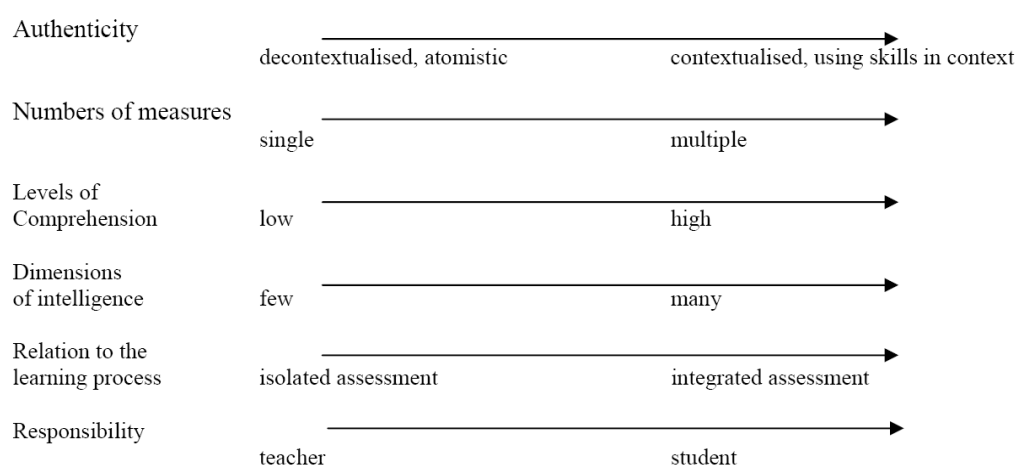 Authenticity
decontextualised, atomistic contextualised, using skills in context
Numbers of measures
single multiple
Levels of
Comprehension low high
Dimensions
of intelligence few many
Relation to the
learning process isolated assessment integrated assessment
Responsibility
teacher student